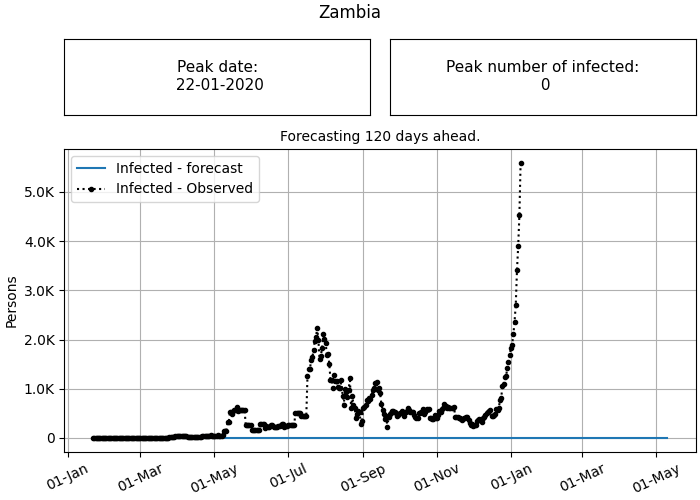 Zambia
Peak date:
22-01-2020
Peak number of infected:
0
Forecasting 120 days ahead.
Infected - forecast
Infected - Observed
Persons
5.0K
4.0K
3.0K
2.0K
1.0K
0
01-Jan
01-Mar
01-May
01-Jul
01-Sep
01-Nov
01-Jan
01-Mar
01-May